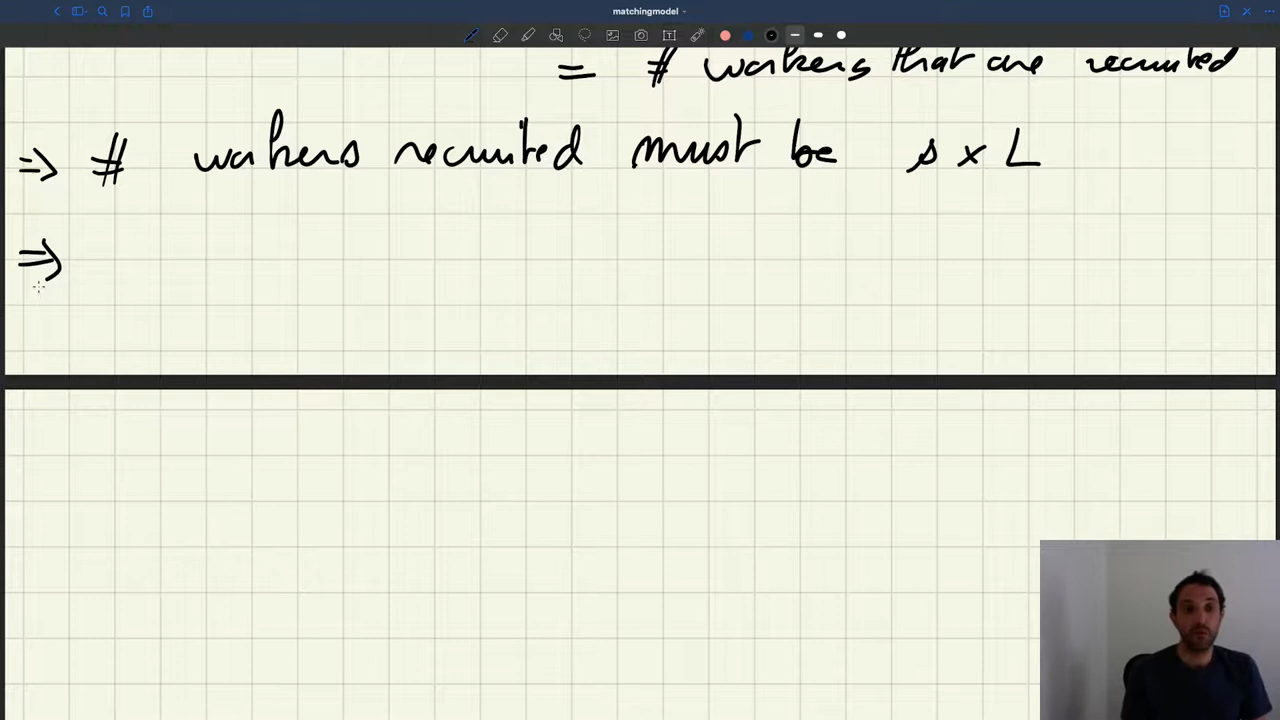 matchingmodel
= # workers that are recruited
⇒ # workers recruited must be s x L
⇒